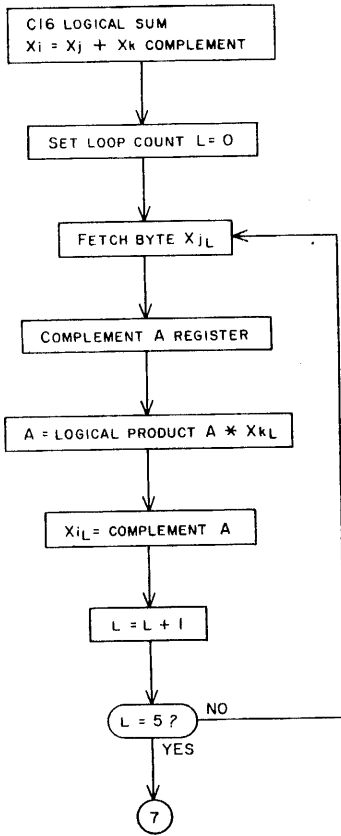 C16 LOGICAL SUM
Xi = Xj + Xk COMPLEMENT
SET LOOP COUNT L = 0
FETCH BYTE XjL
COMPLEMENT A REGISTER
A = LOGICAL PRODUCT A * XkL
XiL = COMPLEMENT A
L = L + 1
L = 5 ?
NO
YES
7